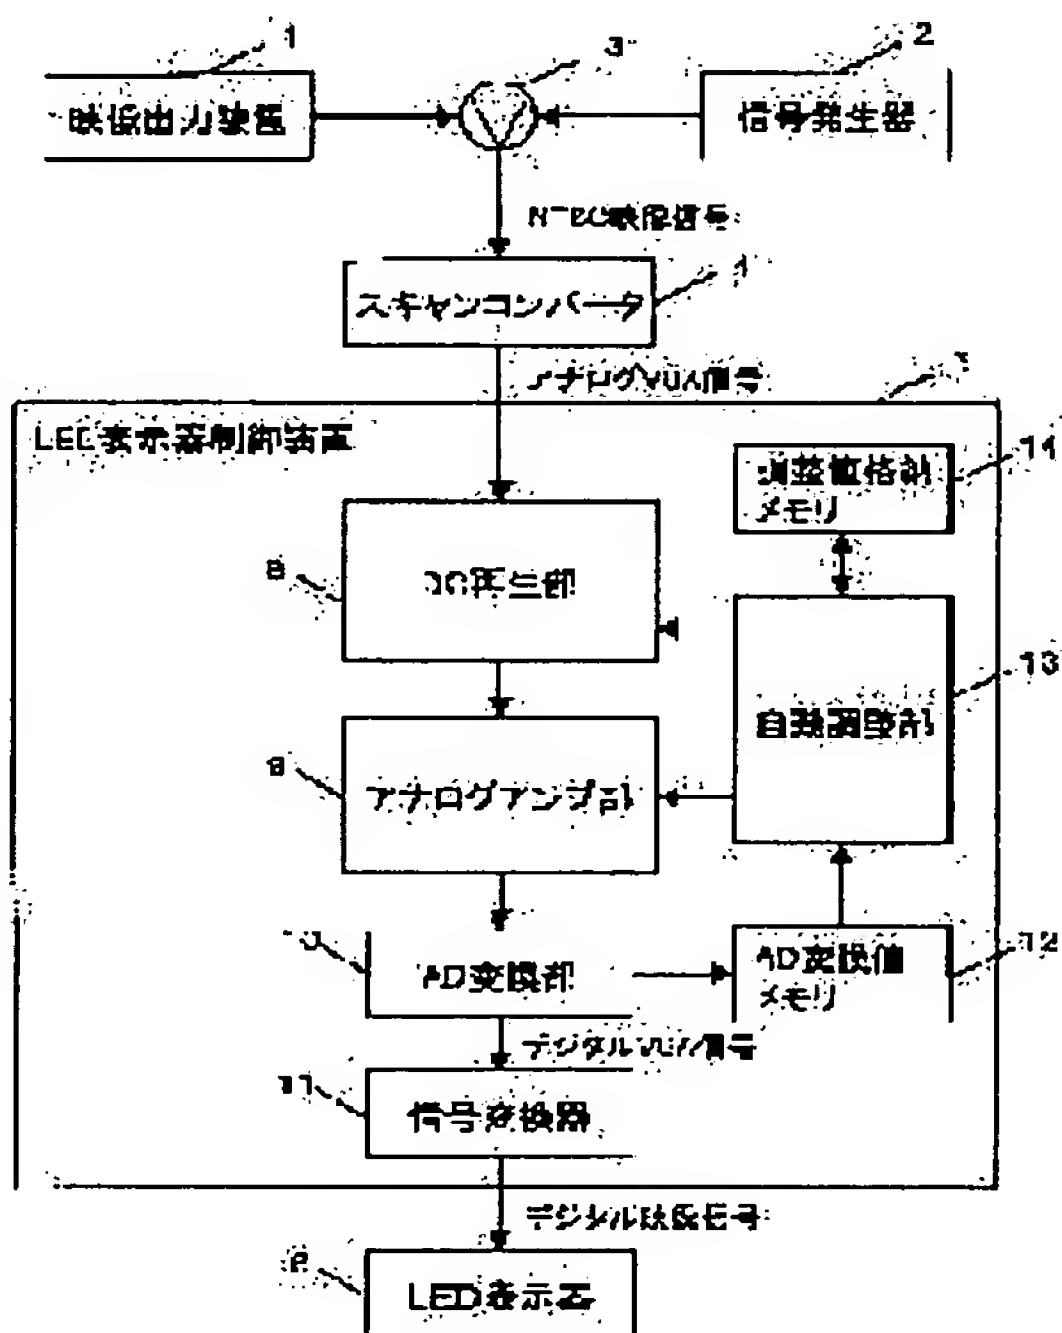 1
3
2
映像出力装置
信号発生器
NTSC映像信号
スキャンコンバータ
アナログVGA信号
LED表示器制御装置
14
調整値格納
メモリ
8
DC再生部
13
自動調整部
9
アナログアンプ部
12
AD変換部
AD変換値
メモリ
デジタルVGA信号
11
信号変換器
デジタル映像信号
LED表示器